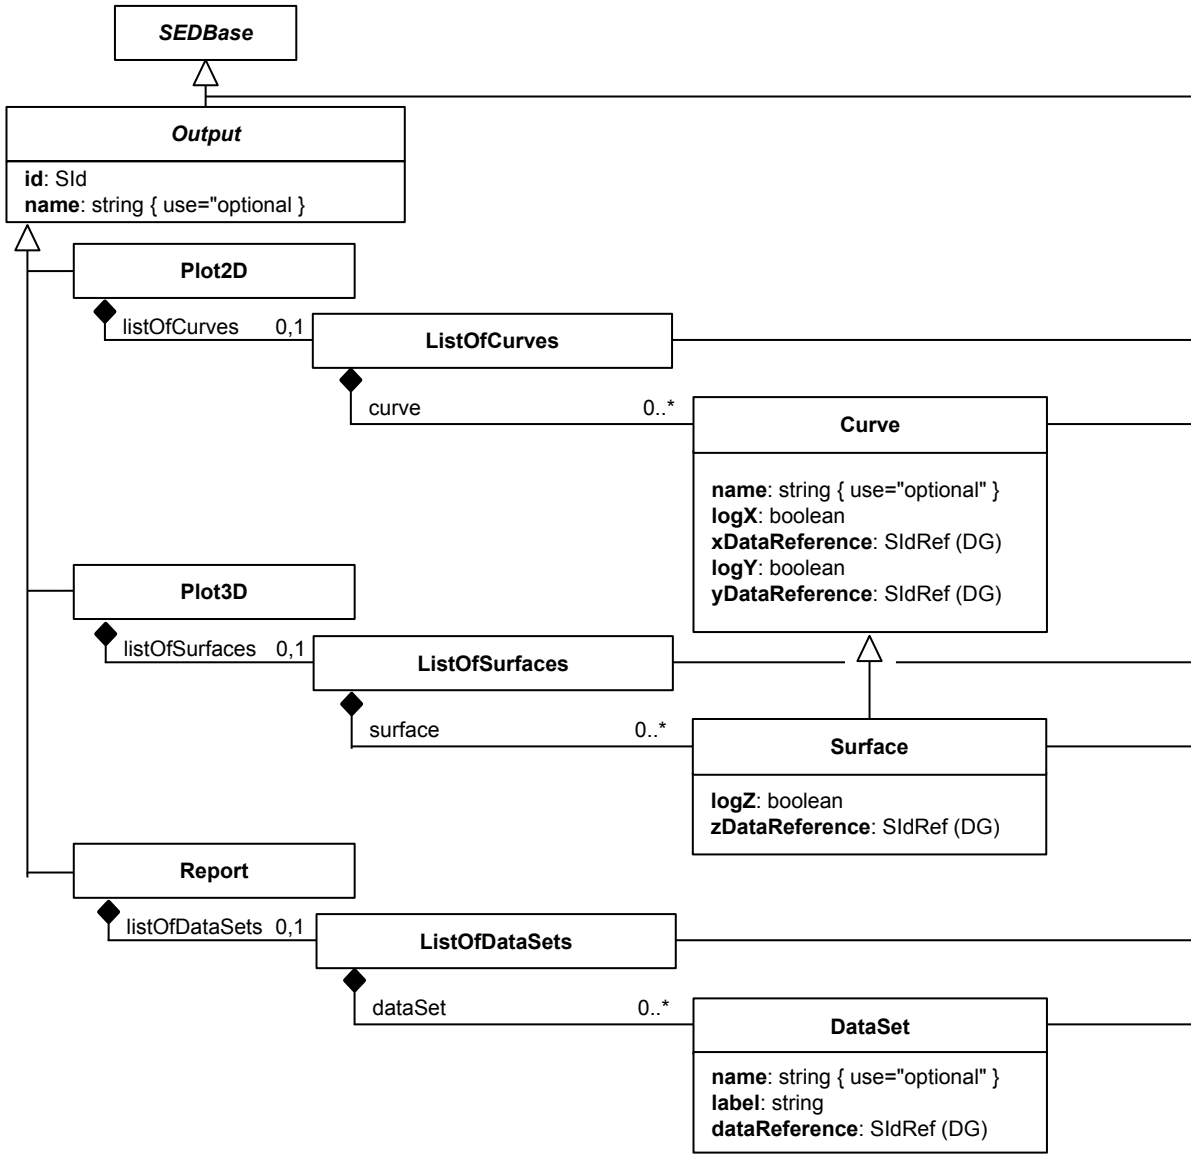 SEDBase
Output
id: SId
name: string { use="optional }
Plot2D
listOfCurves 0,1
ListOfCurves
curve 0..*
Curve
name: string { use="optional" }
logX: boolean
xDataReference: SIdRef (DG)
logY: boolean
yDataReference: SIdRef (DG)
Plot3D
listOfSurfaces 0,1
ListOfSurfaces
surface 0..*
Surface
logZ: boolean
zDataReference: SIdRef (DG)
Report
listOfDataSets 0,1
ListOfDataSets
dataSet 0..*
DataSet
name: string { use="optional" }
label: string
dataReference: SIdRef (DG)